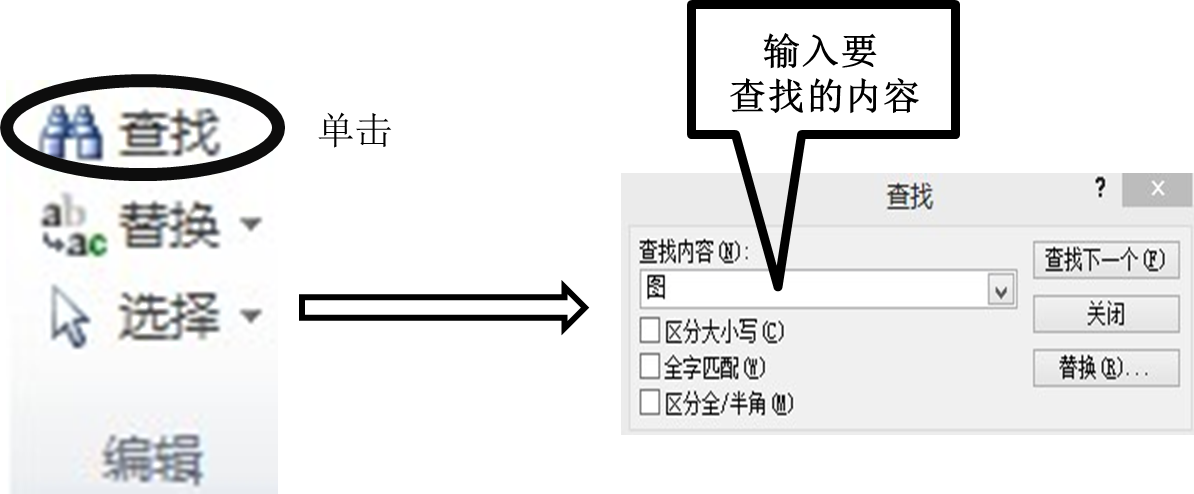 查找
单击
ab
ac
替换
选择
编辑
输入要
查找的内容
查找
? x
查找内容(N):
图
查找下一个(F)
区分大小写(C)
关闭
全字匹配(W)
替换(R)...
区分全/半角(M)